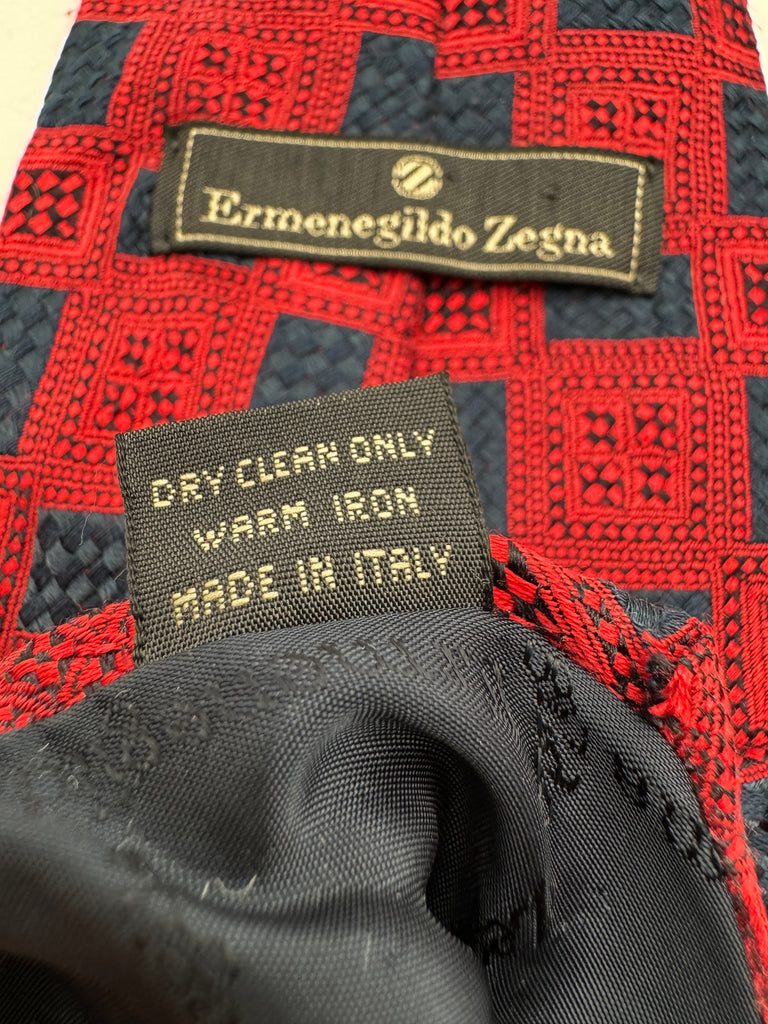 Ermenegildo Zegna
DRY CLEAN ONLY
WARM IRON
MADE IN ITALY